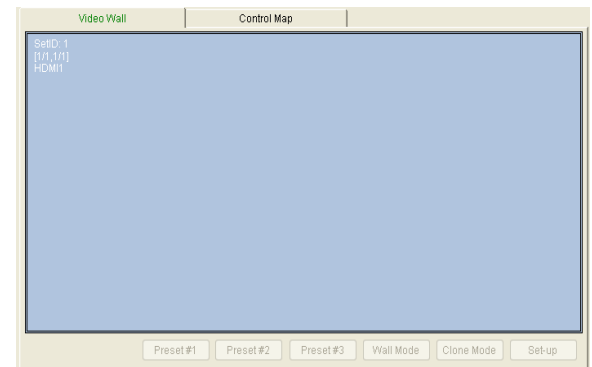 Video Wall Control Map
SetID: 1
[1/1,1/1]
HDMI1
Preset #1 Preset #2 Preset #3 Wall Mode Clone Mode Set-up